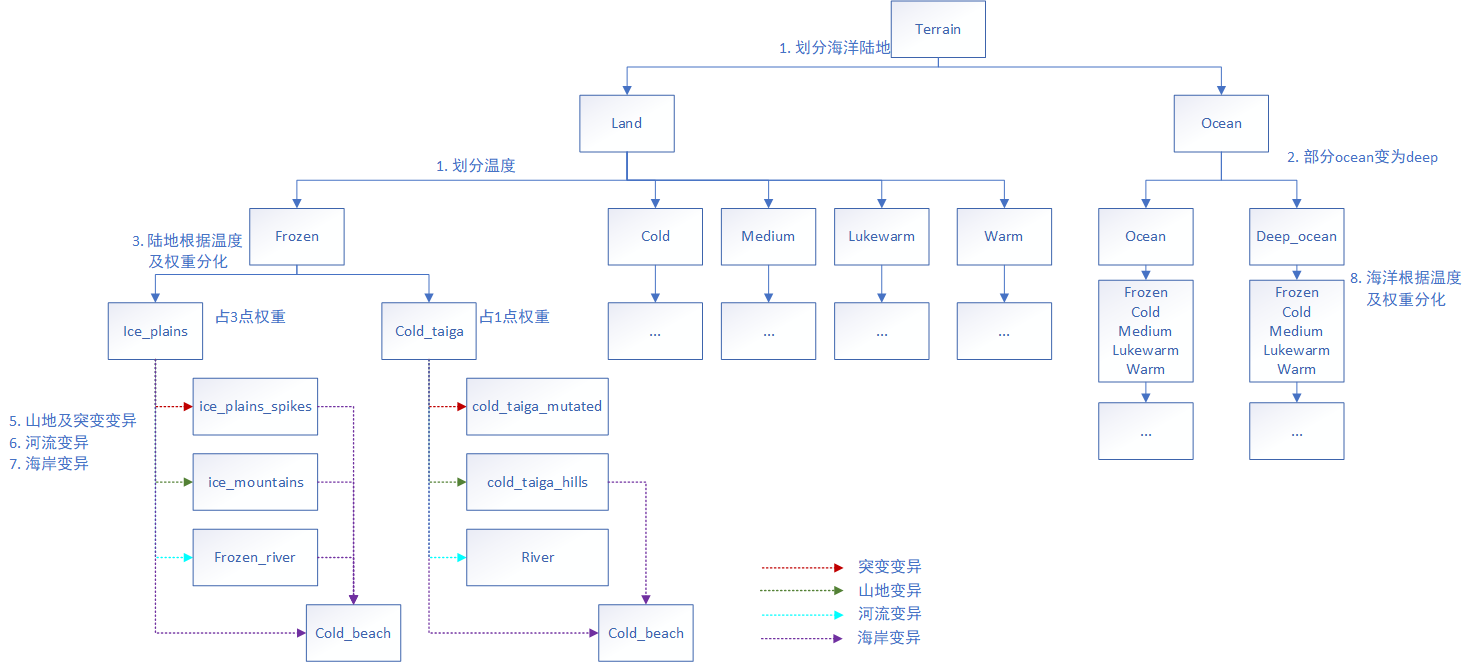 Terrain
1. 划分海洋陆地
Land
Ocean
1. 划分温度
2. 部分ocean变为deep
Frozen
Cold
Medium
Lukewarm
Warm
Ocean
Deep_ocean
3. 陆地根据温度
及权重分化
8. 海洋根据温度
及权重分化
Ice_plains
占3点权重
Cold_taiga
占1点权重
...
...
...
...
Frozen
Cold
Medium
Lukewarm
Warm
Frozen
Cold
Medium
Lukewarm
Warm
ice_plains_spikes
cold_taiga_mutated
...
...
5. 山地及突变变异
6. 河流变异
7. 海岸变异
ice_mountains
cold_taiga_hills
Frozen_river
River
Cold_beach
Cold_beach
突变变异
山地变异
河流变异
海岸变异